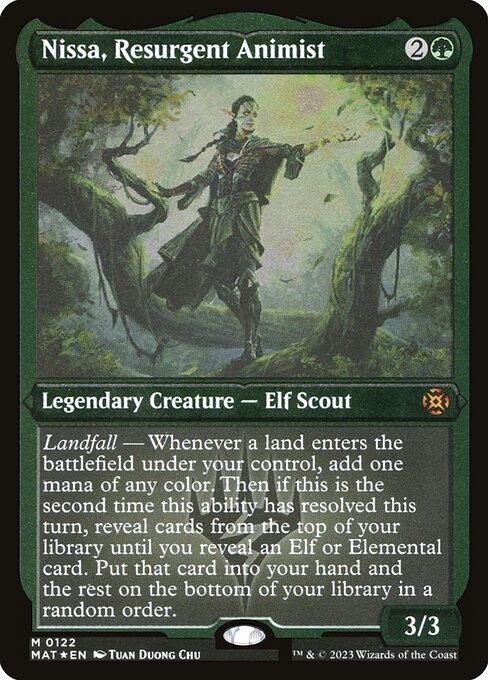 Nissa, Resurgent Animist 2
Legendary Creature — Elf Scout
Landfall — Whenever a land enters the
battlefield under your control, add one
mana of any color. Then if this is the
second time this ability has resolved this
turn, reveal cards from the top of your
library until you reveal an Elf or Elemental
card. Put that card into your hand and
the rest on the bottom of your library in a
random order.
3/3
M 0122
MAT★EN Tuan Duong Chu ™ & © 2023 Wizards of the Coast